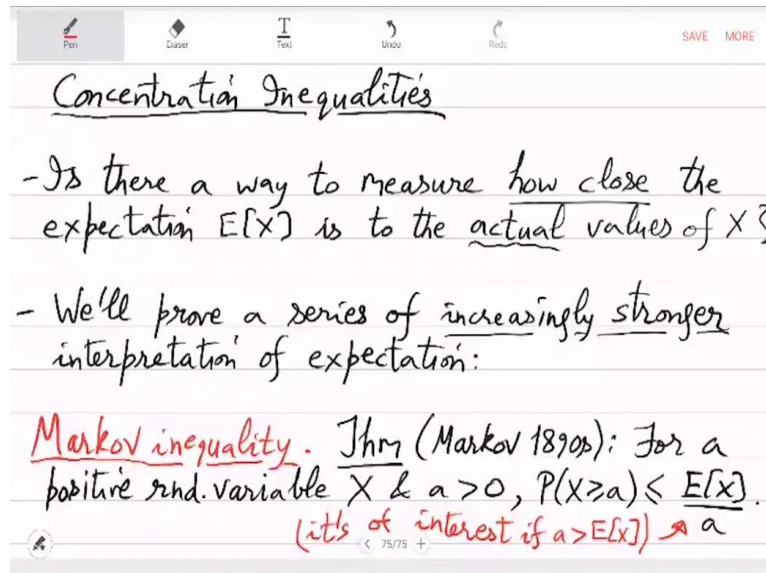 Pen Eraser Text Undo Redo SAVE MORE
Concentration Inequalities
- Is there a way to measure how close the
expectation E[X] is to the actual values of X?
- We'll prove a series of increasingly stronger
interpretation of expectation:
Markov inequality. Thm (Markov 1890s): For a
positive rnd. variable X & a > 0, P(X ≥ a) ≤ E[X]/a.
(it's of interest if a > E[X])
< 75/75 +